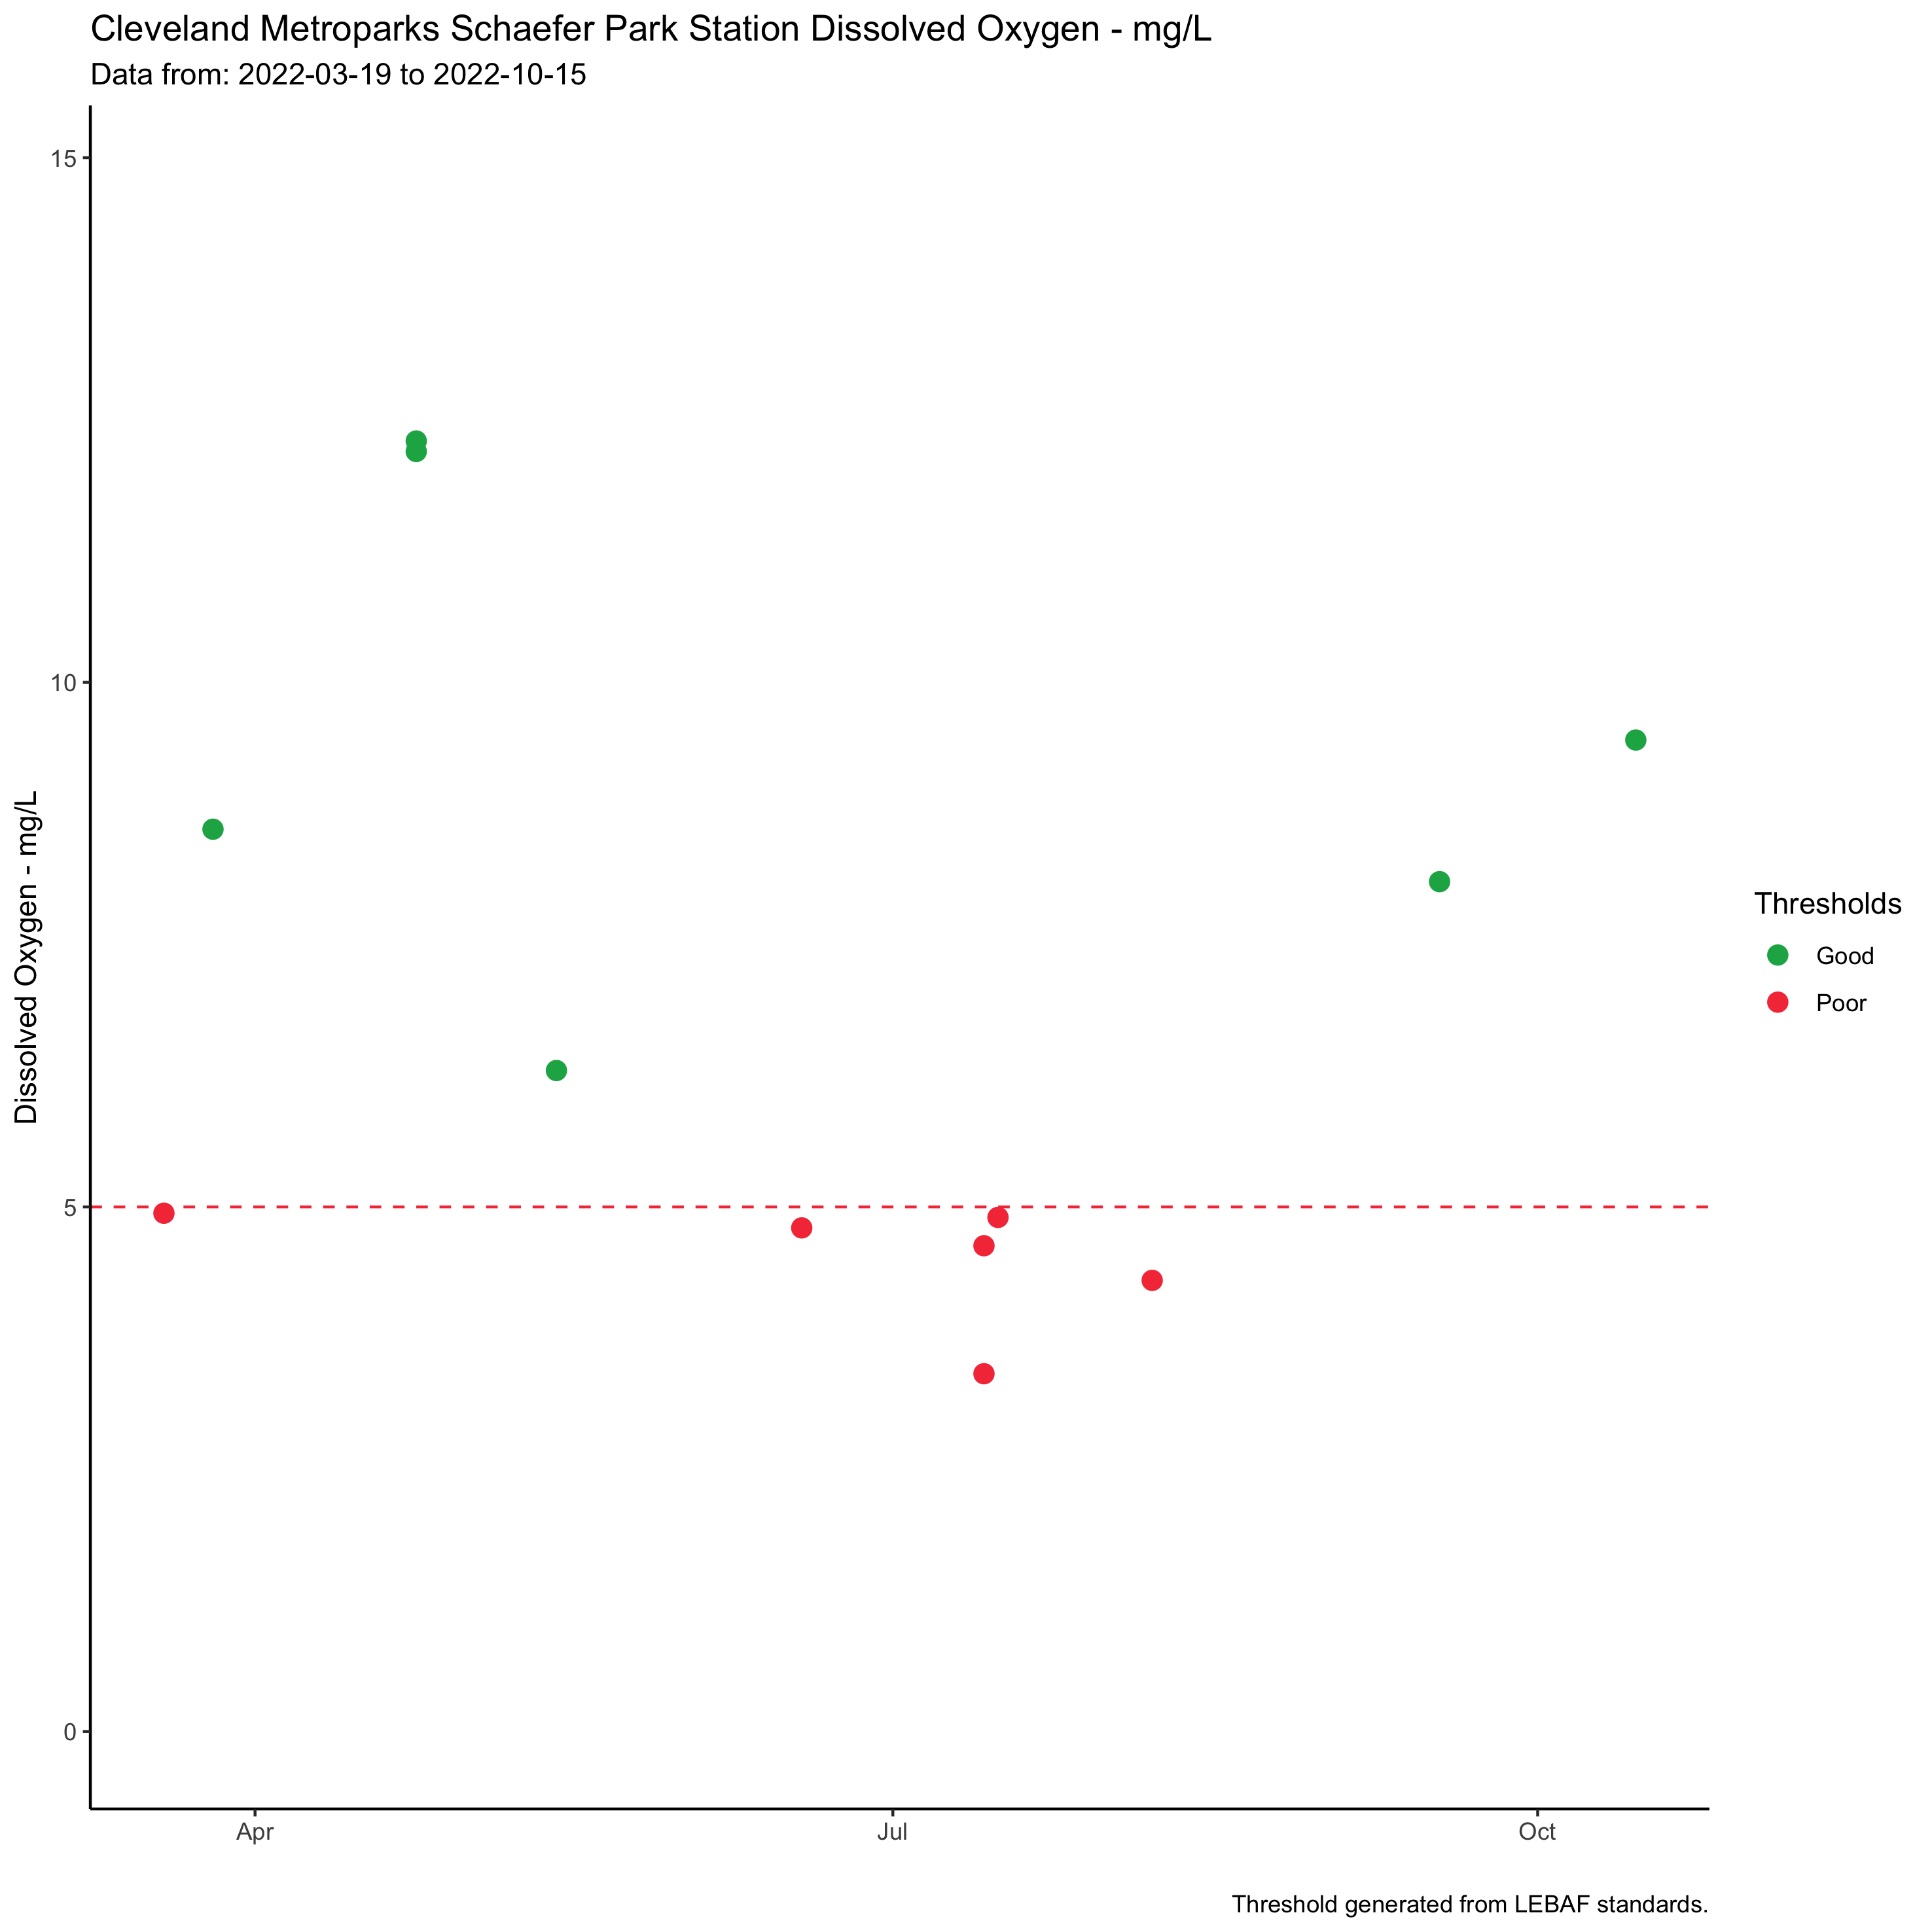 Cleveland Metroparks Schaefer Park Station Dissolved Oxygen - mg/L
Data from: 2022-03-19 to 2022-10-15
Dissolved Oxygen - mg/L
15
10
5
0
Apr
Jul
Oct
Thresholds
Good
Poor
Threshold generated from LEBAF standards.